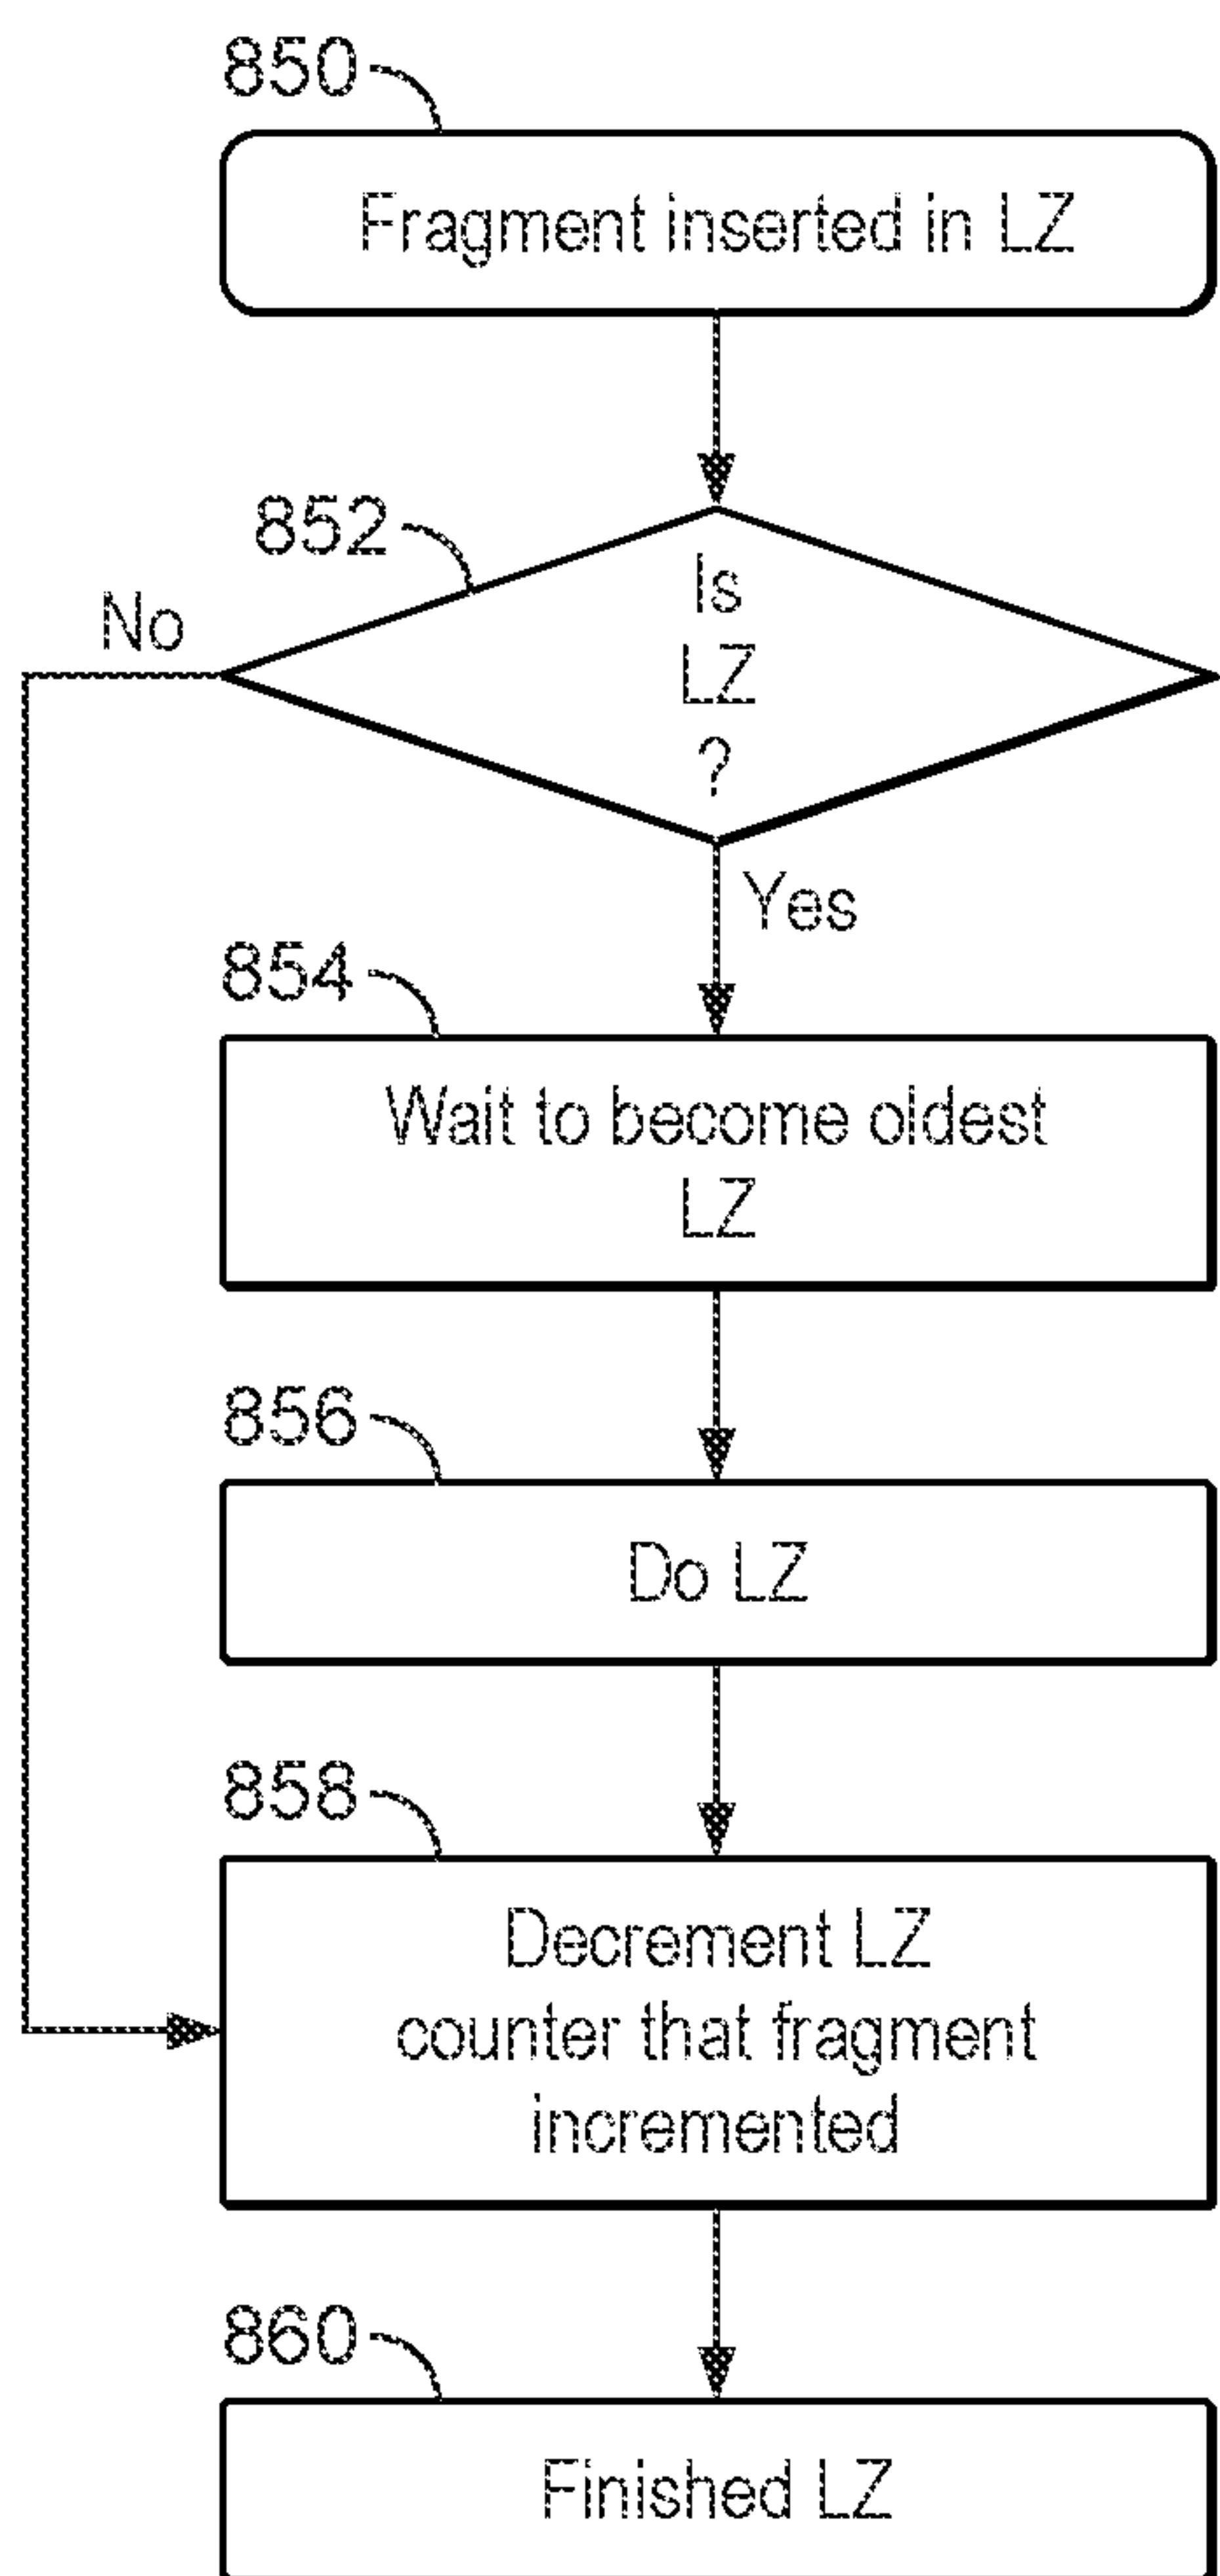 850
Fragment inserted in LZ
852
No
Is
LZ
?
Yes
854
Wait to become oldest
LZ
856
Do LZ
858
Decrement LZ
counter that fragment
incremented
860
Finished LZ